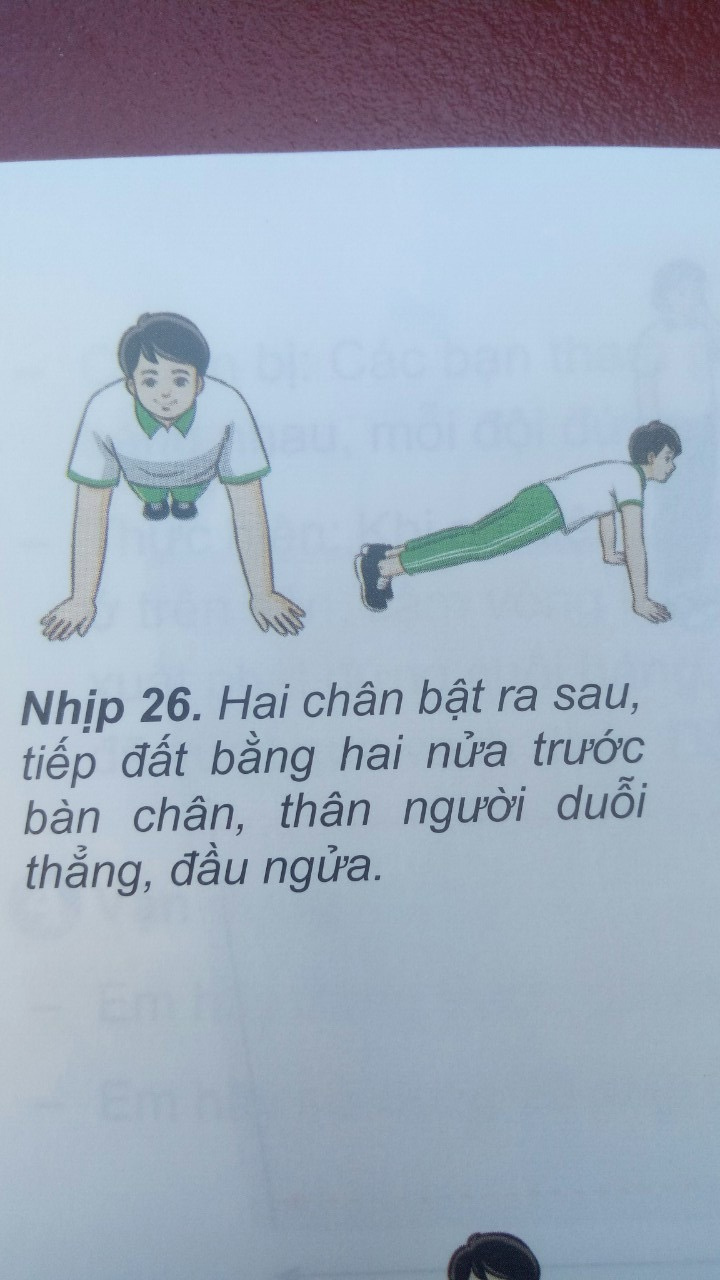 Nhịp 26. Hai chân bật ra sau,
tiếp đất bằng hai nửa trước
bàn chân, thân người duỗi
thẳng, đầu ngửa.